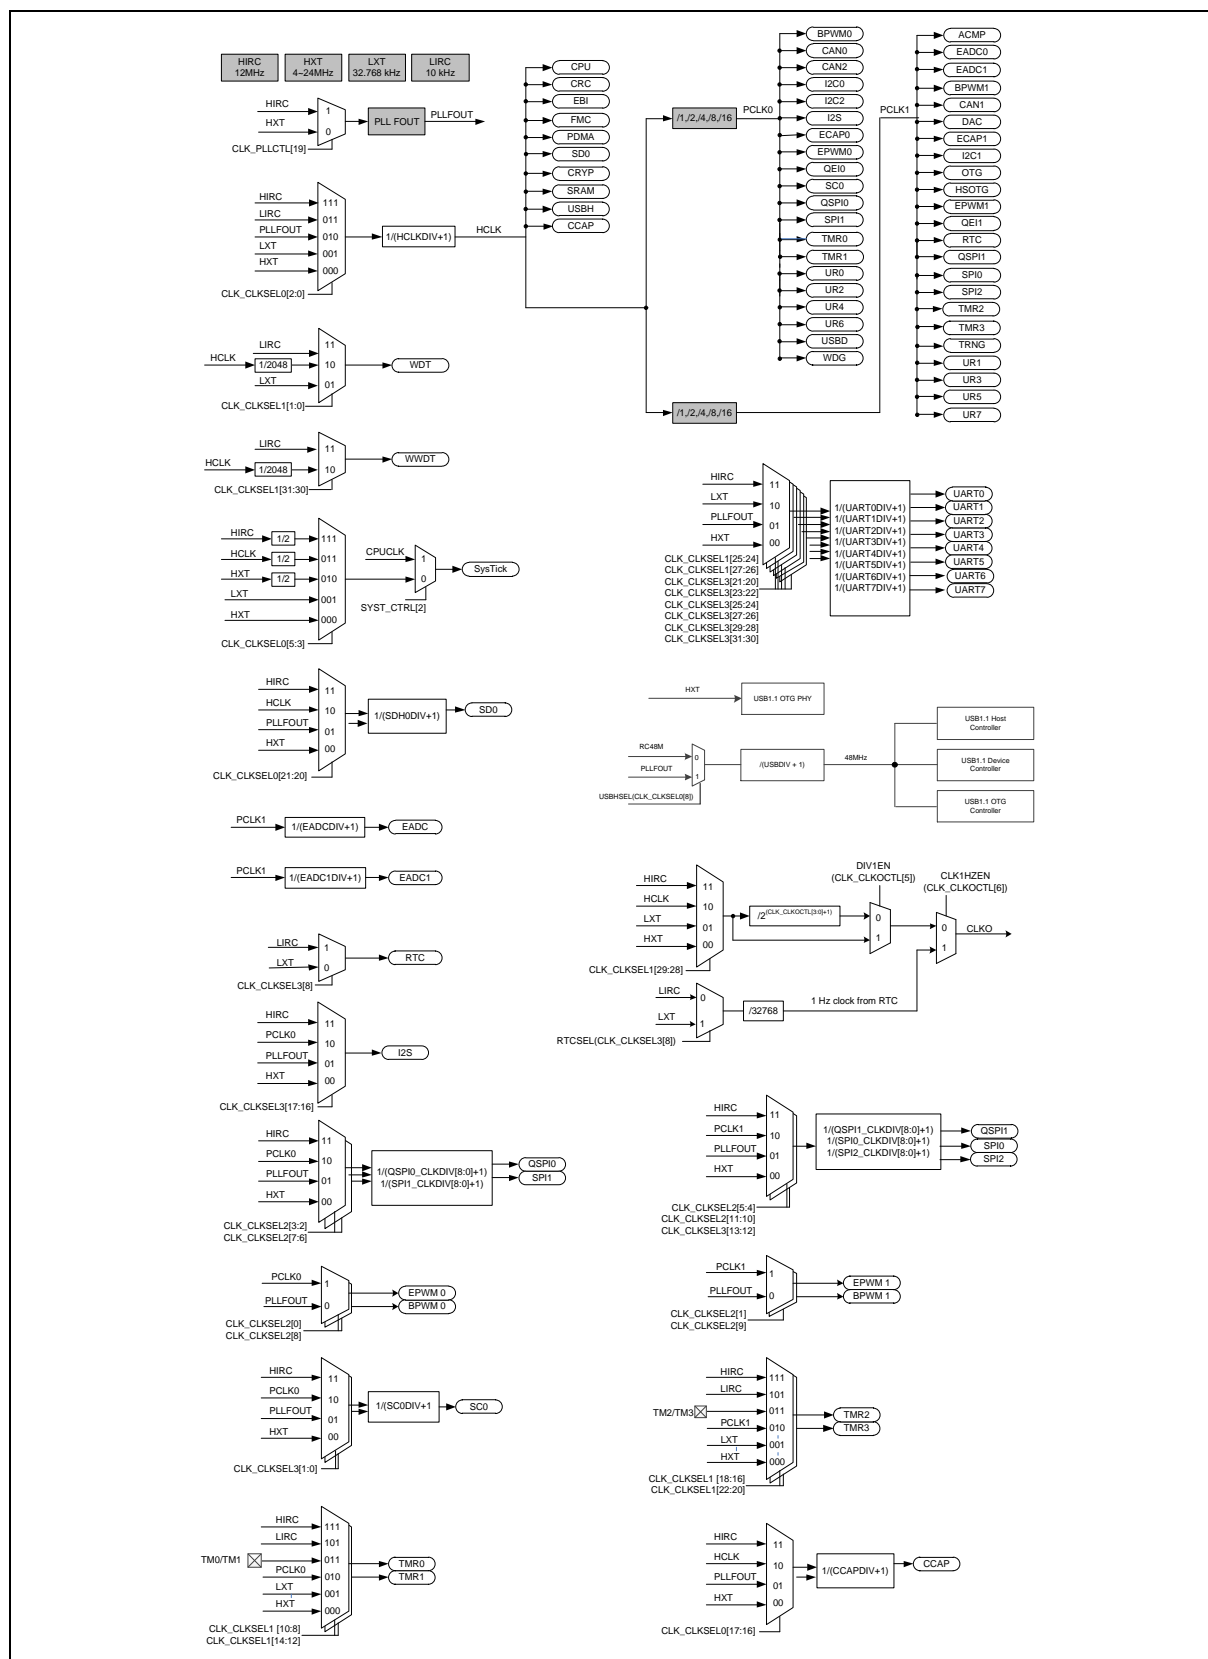 HIRC
12MHz
HXT
4~24MHz
LXT
32.768 kHz
LIRC
10 kHz
HIRC
HXT
1
0
CLK_PLLCTL[19]
PLL FOUT
PLLFOUT
HIRC
LIRC
PLLFOUT
LXT
HXT
111
011
010
001
000
CLK_CLKSEL0[2:0]
1/(HCLKDIV+1)
HCLK
CPU
CRC
EBI
FMC
PDMA
SD0
CRYP
SRAM
USBH
CCAP
/1,/2,/4,/8,/16
PCLK0
BPWM0
CAN0
CAN2
I2C0
I2C2
I2S
ECAP0
EPWM0
QEI0
SC0
QSPI0
SPI1
TMR0
TMR1
UR0
UR2
UR4
UR6
USBD
WDG
/1,/2,/4,/8,/16
PCLK1
ACMP
EADC0
EADC1
BPWM1
CAN1
DAC
ECAP1
I2C1
OTG
HSOTG
EPWM1
QEI1
RTC
QSPI1
SPI0
SPI2
TMR2
TMR3
TRNG
UR1
UR3
UR5
UR7
LIRC
HCLK
1/2048
LXT
11
10
01
CLK_CLKSEL1[1:0]
WDT
LIRC
HCLK
1/2048
11
10
CLK_CLKSEL1[31:30]
WWDT
HIRC
1/2
HCLK
1/2
HXT
1/2
LXT
HXT
111
011
010
001
000
CLK_CLKSEL0[5:3]
CPUCLK
1
0
SYST_CTRL[2]
SysTick
HIRC
LXT
PLLFOUT
HXT
11
10
01
00
CLK_CLKSEL1[25:24]
CLK_CLKSEL1[27:26]
CLK_CLKSEL3[21:20]
CLK_CLKSEL3[23:22]
CLK_CLKSEL3[25:24]
CLK_CLKSEL3[27:26]
CLK_CLKSEL3[29:28]
CLK_CLKSEL3[31:30]
1/(UART0DIV+1)
1/(UART1DIV+1)
1/(UART2DIV+1)
1/(UART3DIV+1)
1/(UART4DIV+1)
1/(UART5DIV+1)
1/(UART6DIV+1)
1/(UART7DIV+1)
UART0
UART1
UART2
UART3
UART4
UART5
UART6
UART7
HIRC
HCLK
PLLFOUT
HXT
11
10
01
00
CLK_CLKSEL0[21:20]
1/(SDH0DIV+1)
SD0
HXT
USB1.1 OTG PHY
RC48M
PLLFOUT
0
1
USBHSEL(CLK_CLKSEL0[8])
/(USBDIV + 1)
48MHz
USB1.1 Host
Controller
USB1.1 Device
Controller
USB1.1 OTG
Controller
PCLK1
1/(EADCDIV+1)
EADC
PCLK1
1/(EADC1DIV+1)
EADC1
HIRC
HCLK
LXT
HXT
11
10
01
00
CLK_CLKSEL1[29:28]
/2(CLK_CLKOCTL[3:0]+1)
DIV1EN
(CLK_CLKOCTL[5])
0
1
CLK1HZEN
(CLK_CLKOCTL[6])
0
1
CLKO
LIRC
LXT
0
1
RTCSEL(CLK_CLKSEL3[8])
/32768
1 Hz clock from RTC
LIRC
LXT
1
0
CLK_CLKSEL3[8]
RTC
HIRC
PCLK0
PLLFOUT
HXT
11
10
01
00
CLK_CLKSEL3[17:16]
I2S
HIRC
PCLK0
PLLFOUT
HXT
11
10
01
00
CLK_CLKSEL2[3:2]
CLK_CLKSEL2[7:6]
1/(QSPI0_CLKDIV[8:0]+1)
1/(SPI1_CLKDIV[8:0]+1)
QSPI0
SPI1
HIRC
PCLK1
PLLFOUT
HXT
11
10
01
00
CLK_CLKSEL2[5:4]
CLK_CLKSEL2[11:10]
CLK_CLKSEL3[13:12]
1/(QSPI1_CLKDIV[8:0]+1)
1/(SPI0_CLKDIV[8:0]+1)
1/(SPI2_CLKDIV[8:0]+1)
QSPI1
SPI0
SPI2
PCLK0
PLLFOUT
1
0
CLK_CLKSEL2[0]
CLK_CLKSEL2[8]
EPWM 0
BPWM 0
PCLK1
PLLFOUT
1
0
CLK_CLKSEL2[1]
CLK_CLKSEL2[9]
EPWM 1
BPWM 1
HIRC
PCLK0
PLLFOUT
HXT
11
10
01
00
CLK_CLKSEL3[1:0]
1/(SC0DIV+1
SC0
HIRC
LIRC
TM2/TM3
PCLK1
LXT
HXT
111
101
011
010
001
000
CLK_CLKSEL1 [18:16]
CLK_CLKSEL1[22:20]
TMR2
TMR3
HIRC
LIRC
TM0/TM1
PCLK0
LXT
HXT
111
101
011
010
001
000
CLK_CLKSEL1 [10:8]
CLK_CLKSEL1[14:12]
TMR0
TMR1
HIRC
HCLK
PLLFOUT
HXT
11
10
01
00
CLK_CLKSEL0[17:16]
1/(CCAPDIV+1)
CCAP